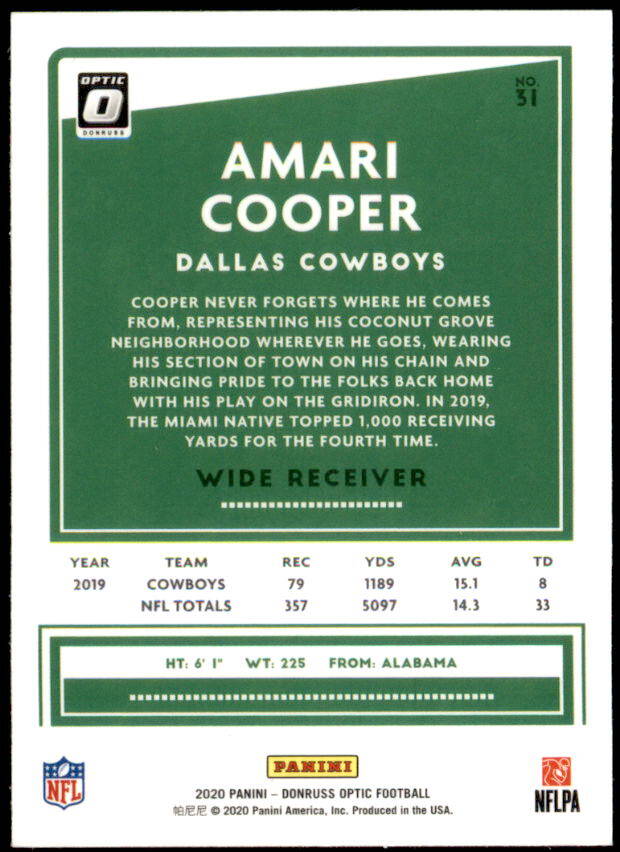 OPTIC
O
DONRUSS
NO.
31
AMARI
COOPER
DALLAS COWBOYS
COOPER NEVER FORGETS WHERE HE COMES
FROM, REPRESENTING HIS COCONUT GROVE
NEIGHBORHOOD WHEREVER HE GOES, WEARING
HIS SECTION OF TOWN ON HIS CHAIN AND
BRINGING PRIDE TO THE FOLKS BACK HOME
WITH HIS PLAY ON THE GRIDIRON. IN 2019,
THE MIAMI NATIVE TOPPED 1,000 RECEIVING
YARDS FOR THE FOURTH TIME.
WIDE RECEIVER
YEAR TEAM REC YDS AVG TD
2019 COWBOYS 79 1189 15.1 8
NFL TOTALS 357 5097 14.3 33
HT: 6' 1" WT: 225 FROM: ALABAMA
NFL
PANINI
NFLPA
2020 PANINI – DONRUSS OPTIC FOOTBALL
帕尼尼 © 2020 Panini America, Inc. Produced in the USA.